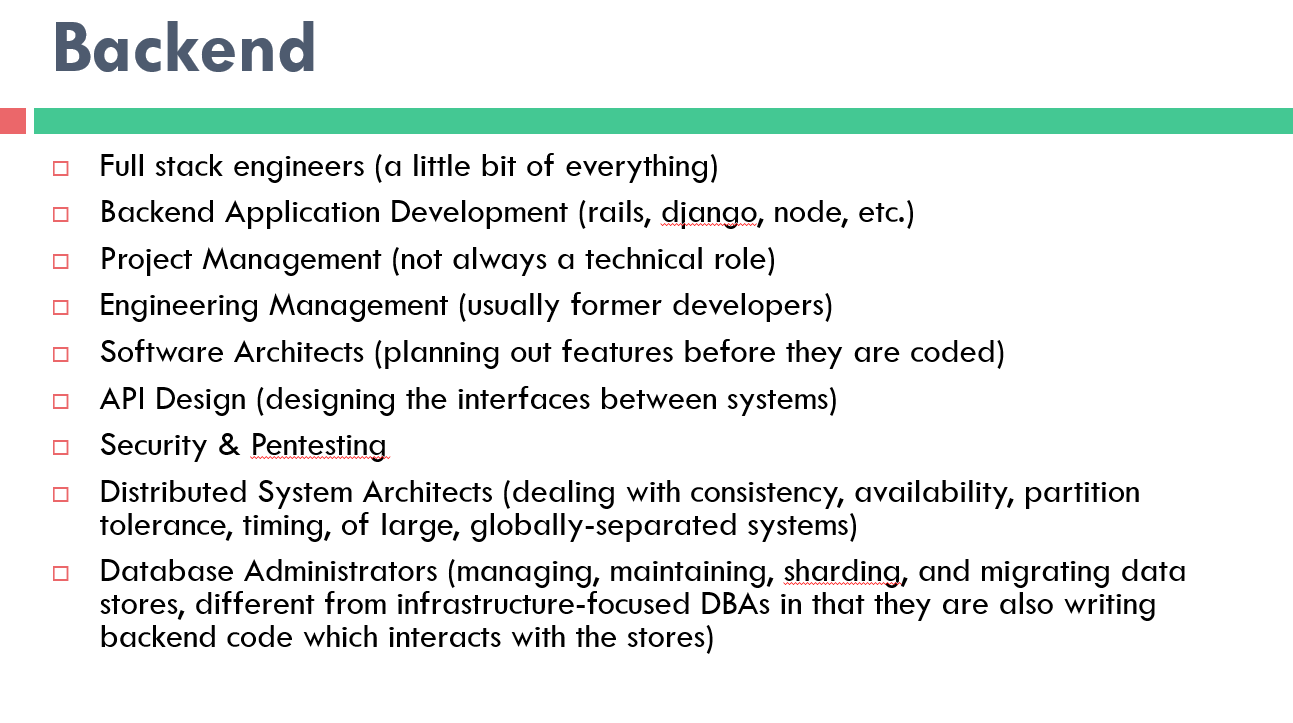 Backend
Full stack engineers (a little bit of everything)
Backend Application Development (rails, django, node, etc.)
Project Management (not always a technical role)
Engineering Management (usually former developers)
Software Architects (planning out features before they are coded)
API Design (designing the interfaces between systems)
Security & Pentesting
Distributed System Architects (dealing with consistency, availability, partition
tolerance, timing, of large, globally-separated systems)
Database Administrators (managing, maintaining, sharding, and migrating data
stores, different from infrastructure-focused DBAs in that they are also writing
backend code which interacts with the stores)